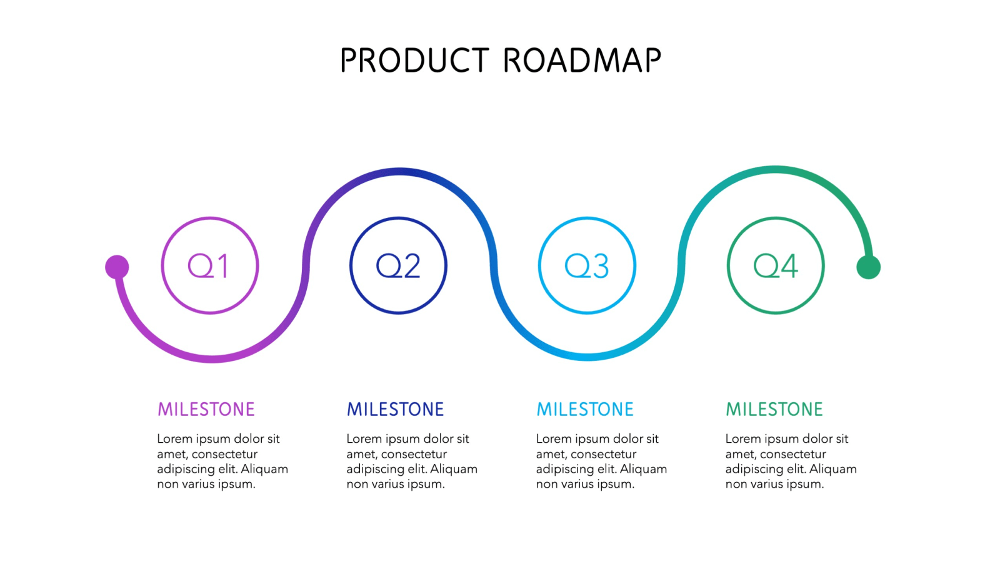 PRODUCT ROADMAP
Q1
Q2
Q3
Q4
MILESTONE
Lorem ipsum dolor sit
amet, consectetur
adipiscing elit. Aliquam
non varius ipsum.
MILESTONE
Lorem ipsum dolor sit
amet, consectetur
adipiscing elit. Aliquam
non varius ipsum.
MILESTONE
Lorem ipsum dolor sit
amet, consectetur
adipiscing elit. Aliquam
non varius ipsum.
MILESTONE
Lorem ipsum dolor sit
amet, consectetur
adipiscing elit. Aliquam
non varius ipsum.